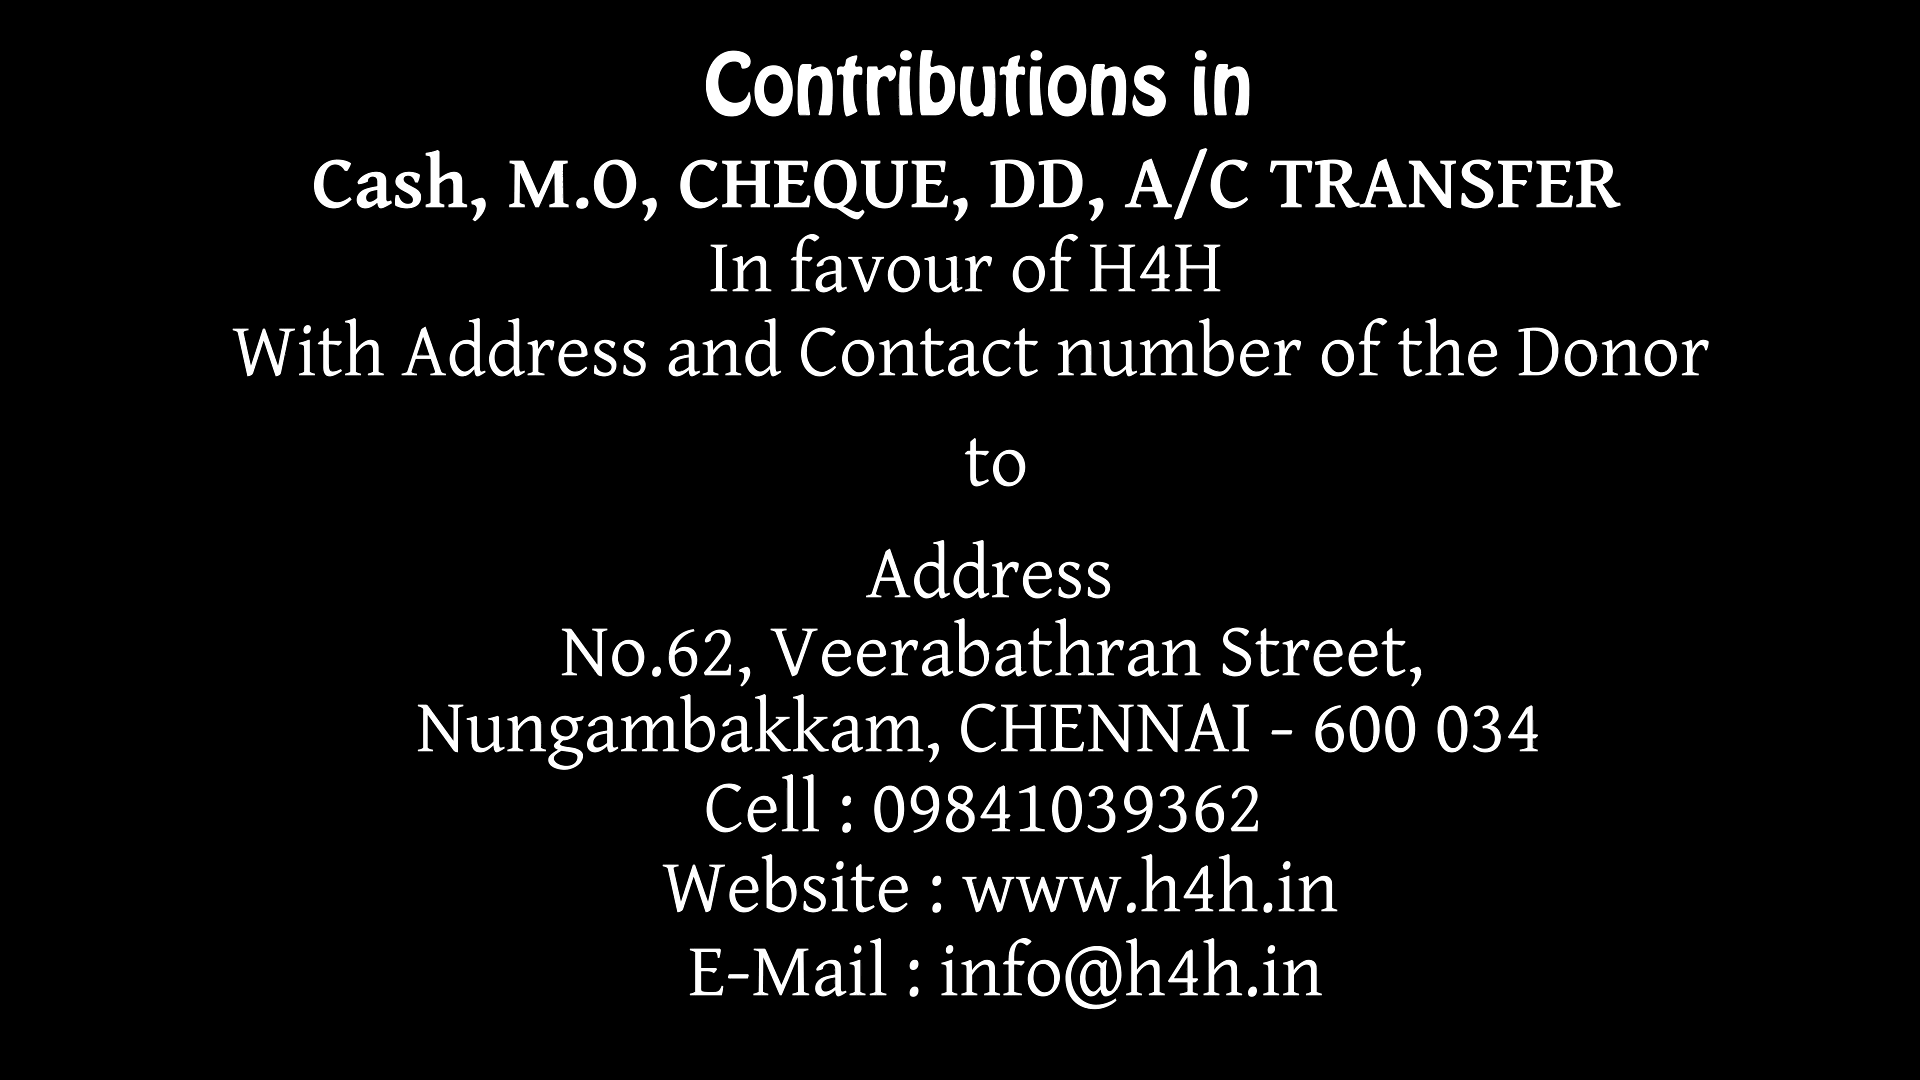 Contributions in
Cash, M.O, CHEQUE, DD, A/C TRANSFER
In favour of H4H
With Address and Contact number of the Donor
to
Address
No.62, Veerabathran Street,
Nungambakkam, CHENNAI - 600 034
Cell : 09841039362
Website : www.h4h.in
E-Mail : info@h4h.in